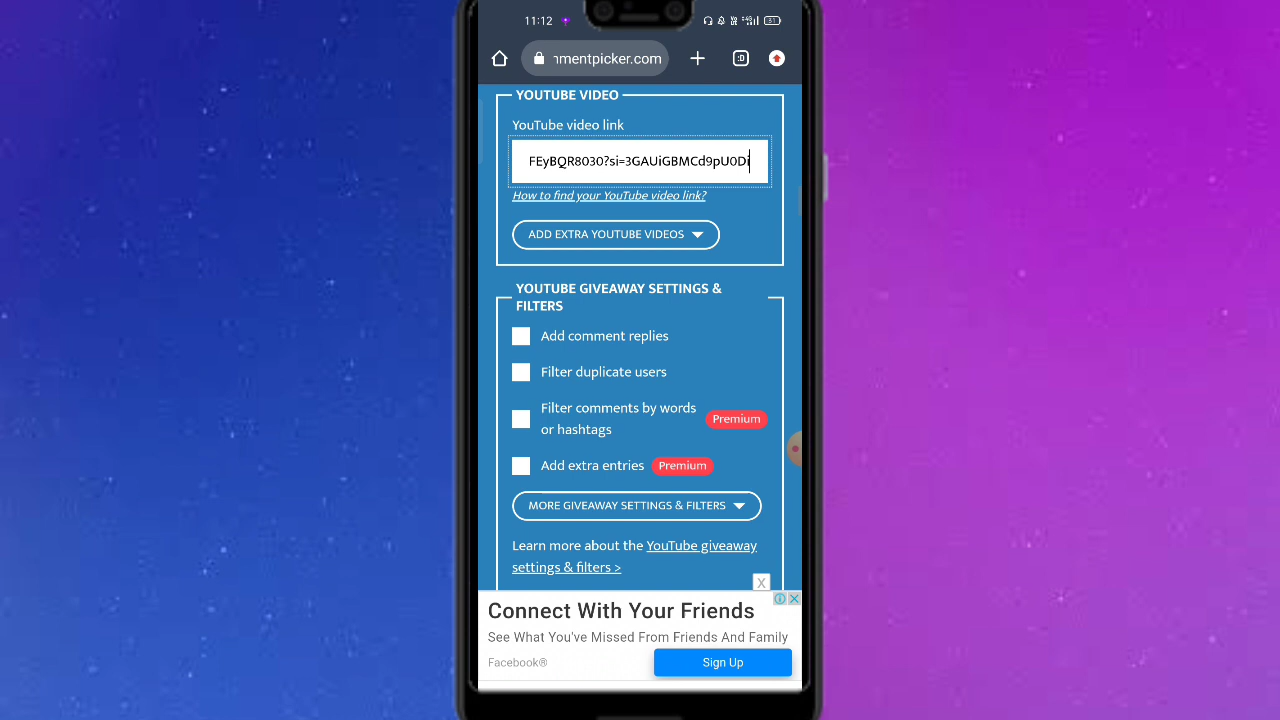 11:12
51
nmentpicker.com
:D
YOUTUBE VIDEO
YouTube video link
FEyBQR8030?si=3GAUiGBMCd9pU0Di
How to find your YouTube video link?
ADD EXTRA YOUTUBE VIDEOS
YOUTUBE GIVEAWAY SETTINGS &
FILTERS
Add comment replies
Filter duplicate users
Filter comments by words
or hashtags
Premium
Add extra entries Premium
MORE GIVEAWAY SETTINGS & FILTERS
Learn more about the YouTube giveaway
settings & filters >
X
Connect With Your Friends
See What You've Missed From Friends And Family
Facebook®
Sign Up